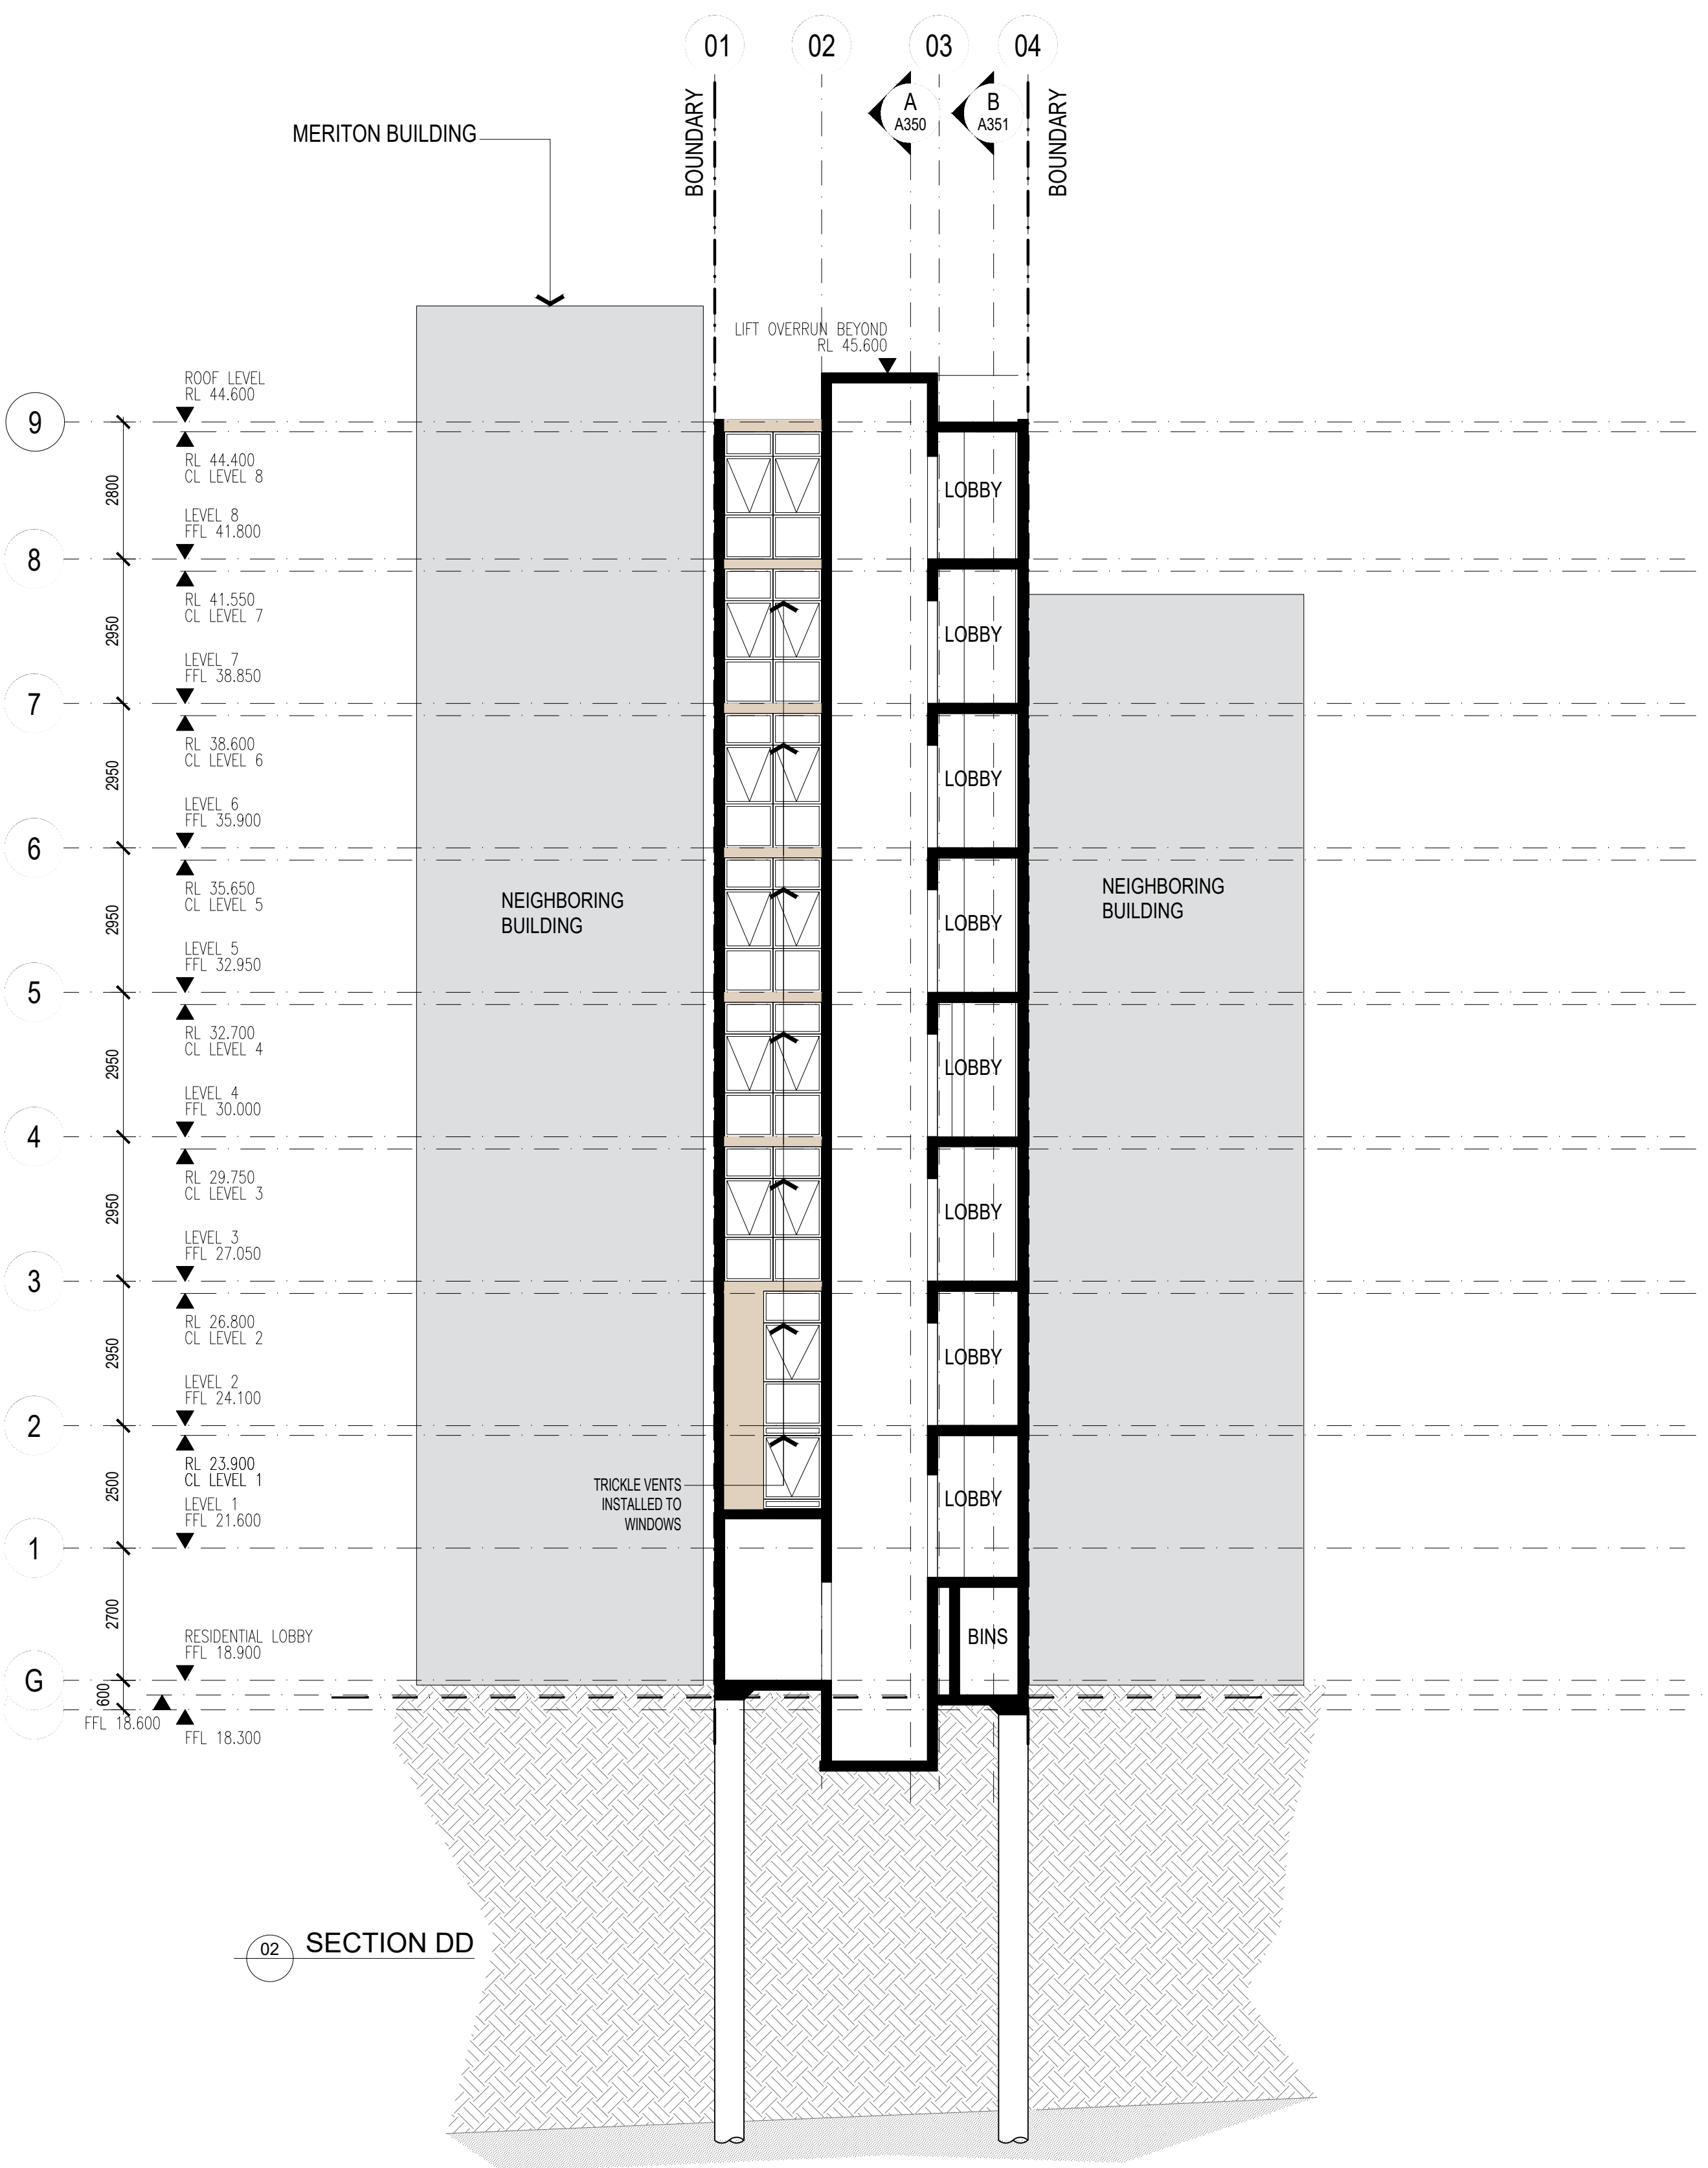 01
02
03
04
BOUNDARY
A
A350
B
A351
BOUNDARY
MERITON BUILDING
LIFT OVERRUN BEYOND
RL 45.600
ROOF LEVEL
RL 44.600
9
RL 44.400
CL LEVEL 8
2800
LOBBY
LEVEL 8
FFL 41.800
8
RL 41.550
CL LEVEL 7
2950
LOBBY
LEVEL 7
FFL 38.850
7
RL 38.600
CL LEVEL 6
2950
LOBBY
LEVEL 6
FFL 35.900
6
RL 35.650
CL LEVEL 5
NEIGHBORING
BUILDING
NEIGHBORING
BUILDING
2950
LOBBY
LEVEL 5
FFL 32.950
5
RL 32.700
CL LEVEL 4
2950
LOBBY
LEVEL 4
FFL 30.000
4
RL 29.750
CL LEVEL 3
2950
LOBBY
LEVEL 3
FFL 27.050
3
RL 26.800
CL LEVEL 2
2950
LOBBY
LEVEL 2
FFL 24.100
2
RL 23.900
CL LEVEL 1
2500
TRICKLE VENTS
INSTALLED TO
WINDOWS
LOBBY
LEVEL 1
FFL 21.600
1
2700
RESIDENTIAL LOBBY
FFL 18.900
BINS
G
600
FFL 18.600
FFL 18.300
02
SECTION DD